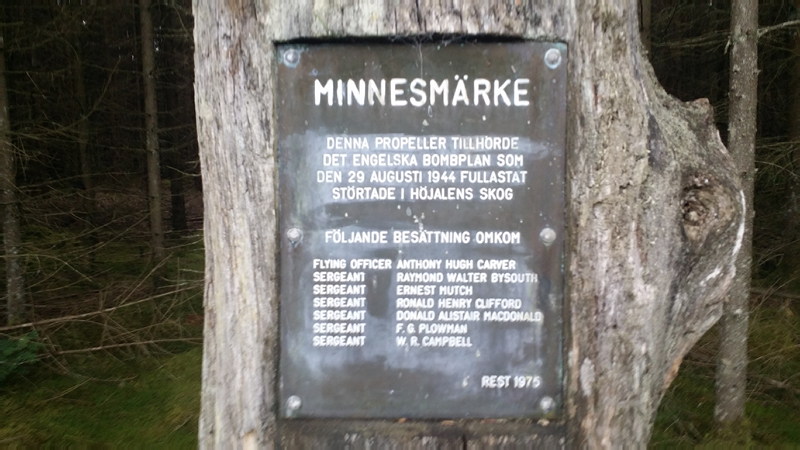 MINNESMÄRKE
DENNA PROPELLER TILLHÖRDE
DET ENGELSKA BOMBPLAN SOM
DEN 29 AUGUSTI 1944 FULLASTAT
STÖRTADE I HÖJALENS SKOG
FÖLJANDE BESÄTTNING OMKOM
FLYING OFFICER ANTHONY HUGH CARVER
SERGEANT RAYMOND WALTER BYSOUTH
SERGEANT ERNEST MUTCH
SERGEANT RONALD HENRY CLIFFORD
SERGEANT DONALD ALISTAIR MACDONALD
SERGEANT F. G. PLOWMAN
SERGEANT W. R. CAMPBELL
REST 1975